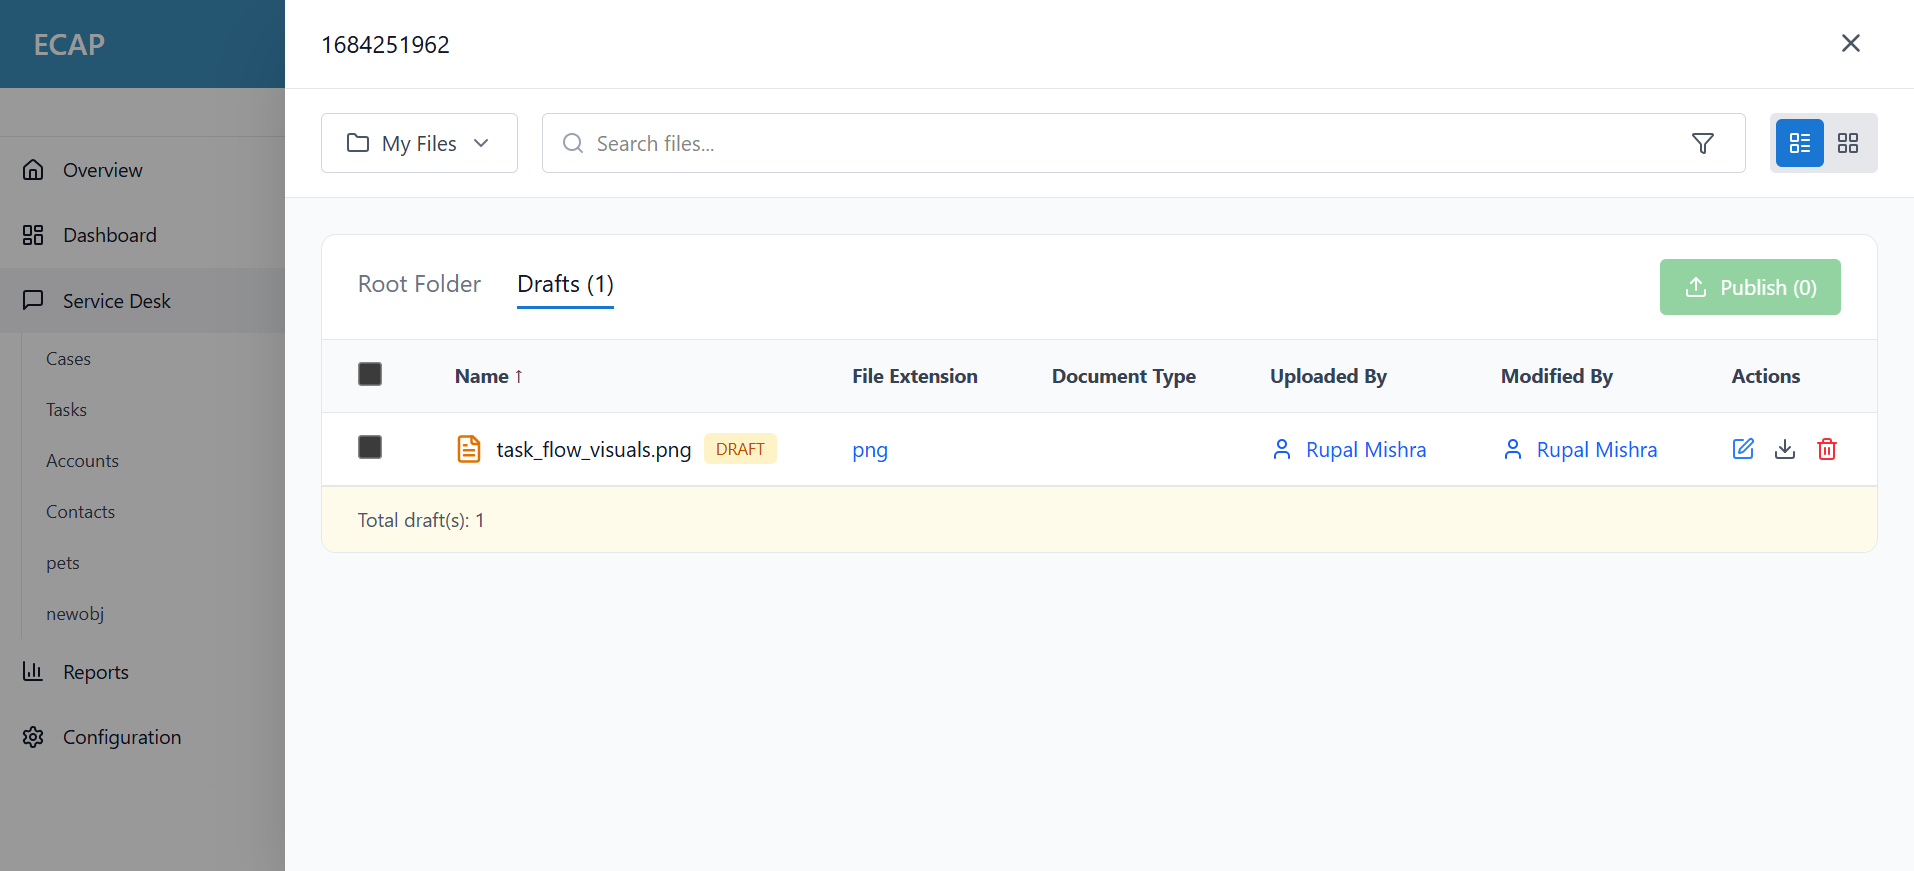 ECAP
1684251962
My Files
Search files...
Overview
Dashboard
Service Desk
Cases
Tasks
Accounts
Contacts
pets
newobj
Reports
Configuration
Root Folder
Drafts (1)
Publish (0)
Name ↑ File Extension Document Type Uploaded By Modified By Actions
task_flow_visuals.png DRAFT png Rupal Mishra Rupal Mishra
Total draft(s): 1